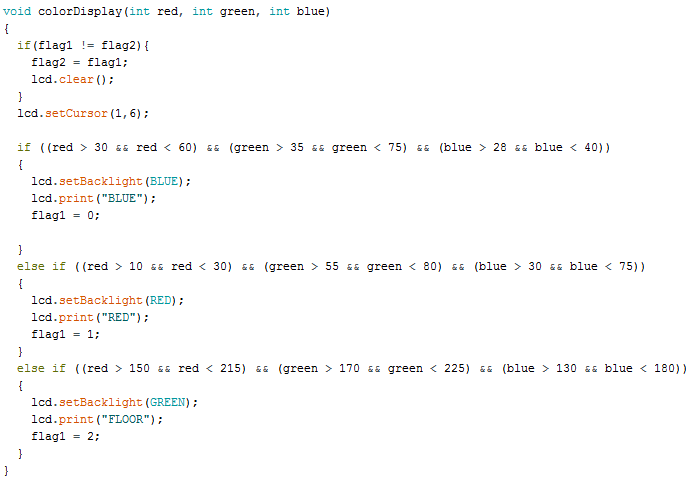 void colorDisplay(int red, int green, int blue)
{
  if(flag1 != flag2){
    flag2 = flag1;
    lcd.clear();
  }
  lcd.setCursor(1,6);

  if ((red > 30 && red < 60) && (green > 35 && green < 75) && (blue > 28 && blue < 40))
  {
    lcd.setBacklight(BLUE);
    lcd.print("BLUE");
    flag1 = 0;

  }
  else if ((red > 10 && red < 30) && (green > 55 && green < 80) && (blue > 30 && blue < 75))
  {
    lcd.setBacklight(RED);
    lcd.print("RED");
    flag1 = 1;
  }
  else if ((red > 150 && red < 215) && (green > 170 && green < 225) && (blue > 130 && blue < 180))
  {
    lcd.setBacklight(GREEN);
    lcd.print("FLOOR");
    flag1 = 2;
  }
}